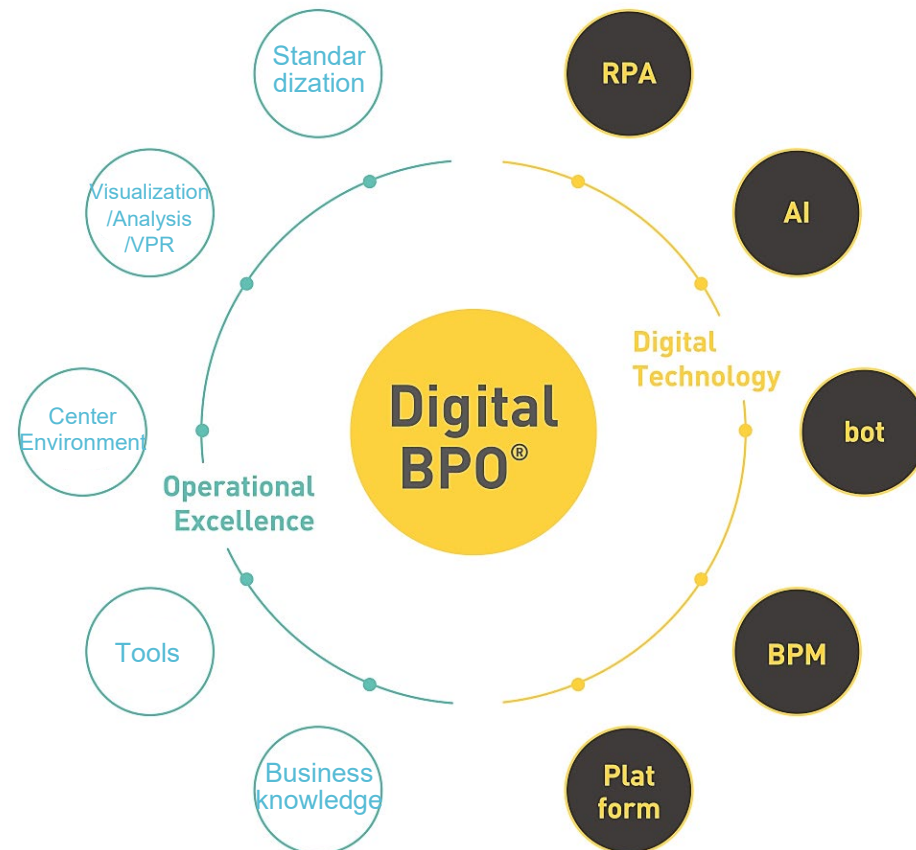 Standar
dization
RPA
Visualization
/Analysis
/VPR
AI
Digital
Technology
Digital
BPO®
Center
Environment
bot
Operational
Excellence
Tools
BPM
Business
knowledge
Plat
form